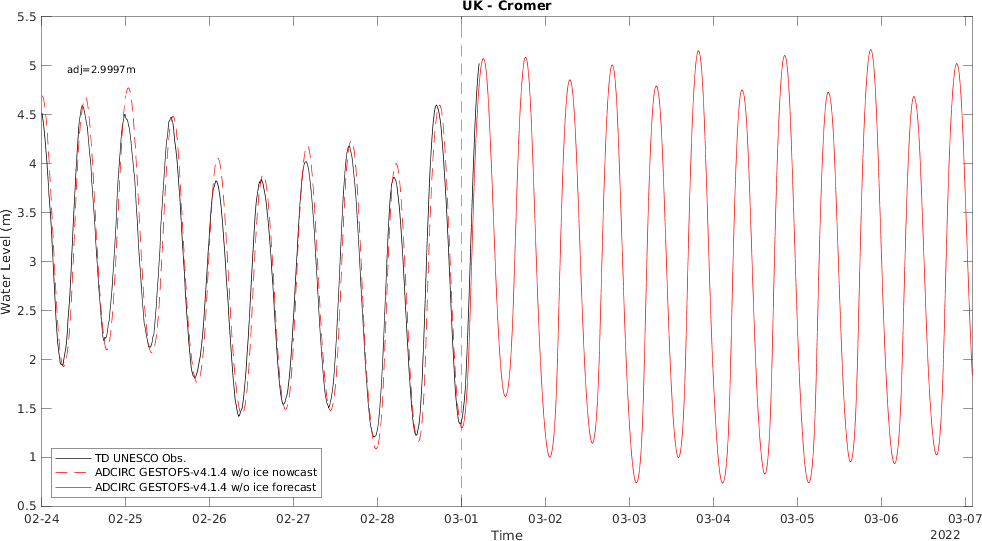 UK - Cromer
adj=2.9997m
5.5
5
4.5
4
3.5
3
2.5
2
1.5
1
0.5
Water Level (m)
TD UNESCO Obs.
ADCIRC GESTOFS-v4.1.4 w/o ice nowcast
ADCIRC GESTOFS-v4.1.4 w/o ice forecast
02-24 02-25 02-26 02-27 02-28 03-01 03-02 03-03 03-04 03-05 03-06 03-07
Time
2022